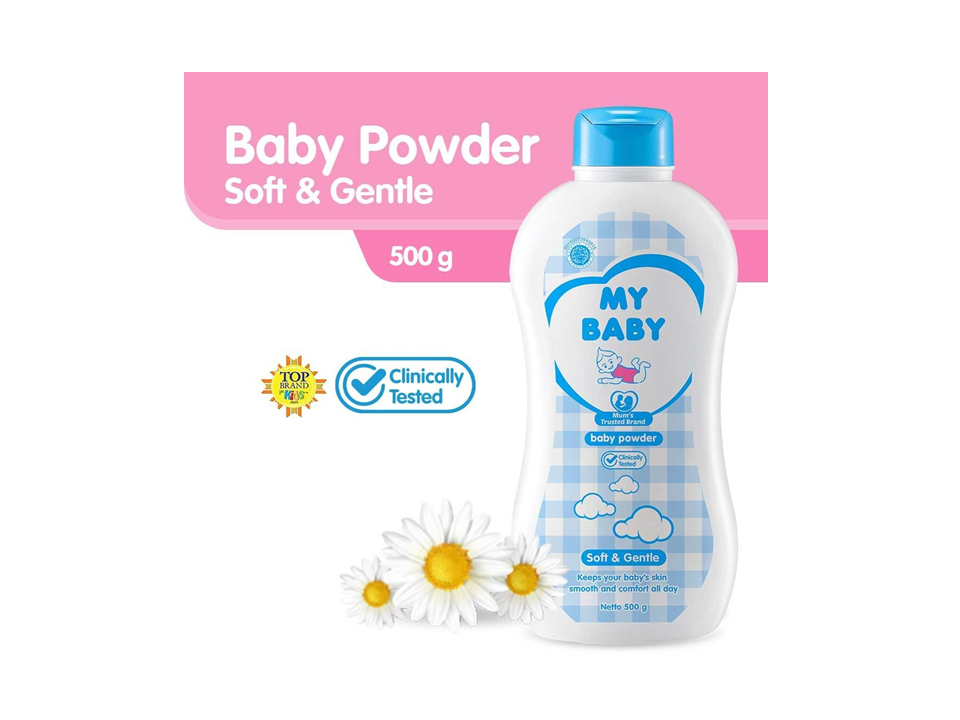 Baby Powder
Soft & Gentle
500 g
TOP
BRAND
Kids
Clinically
Tested
MY
BABY
Mum's
Trusted Brand
baby powder
Clinically
Tested
Soft & Gentle
Keeps your baby's skin
smooth and comfort all day
Netto 500 g